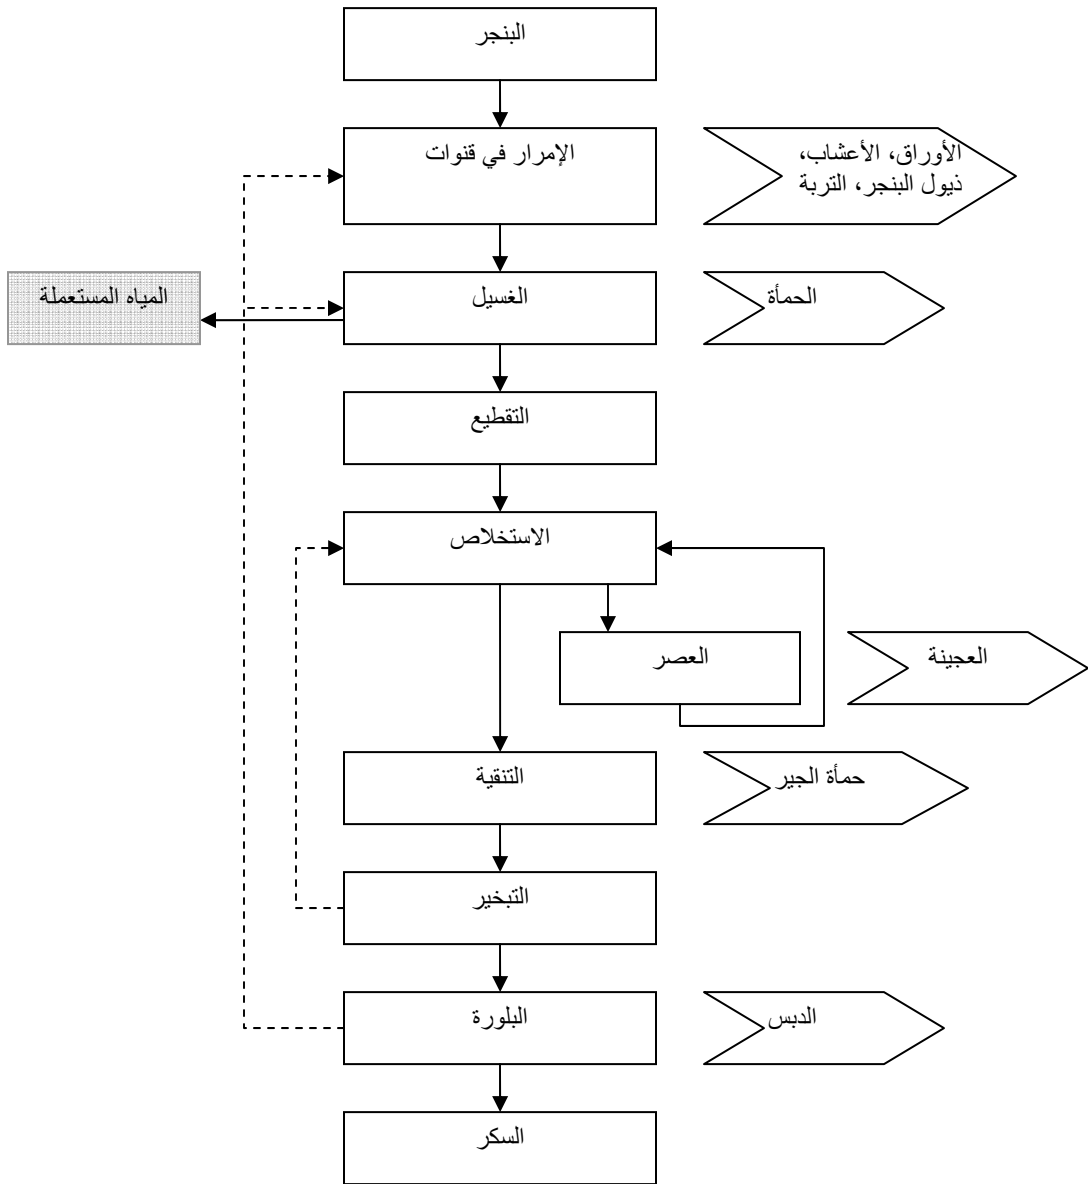 البنجر
الإمرار في قنوات
الأوراق، الأعشاب،
ذيول البنجر، التربة
المياه المستعملة
الغسيل
الحمأة
التقطيع
الاستخلاص
العصر
العجينة
التنقية
حمأة الجير
التبخير
البلورة
الدبس
السكر